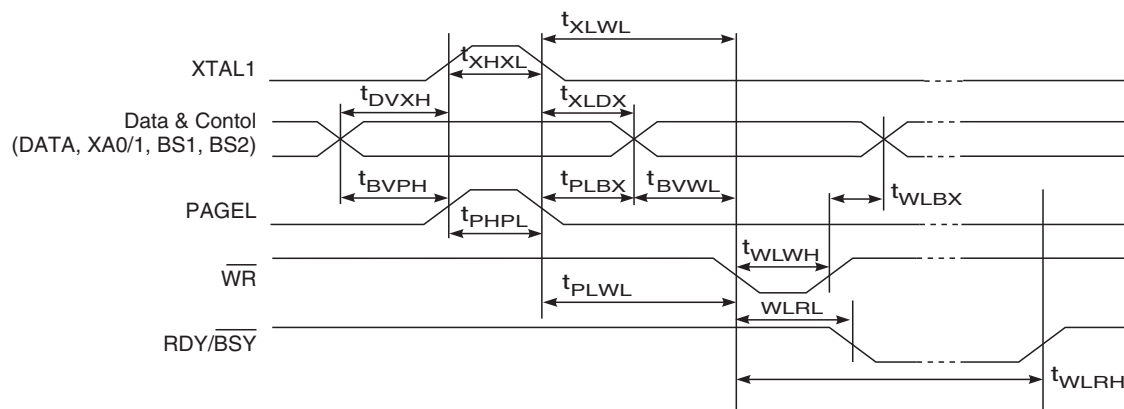 tXLWL
XTAL1
tXHXL
tDVXH
tXLDX
Data & Contol
(DATA, XA0/1, BS1, BS2)
tBVPH
tPLBX
tBVWL
tWLBX
PAGEL
tPHPL
tWLWH
WR
tPLWL
WLRL
RDY/BSY
tWLRH